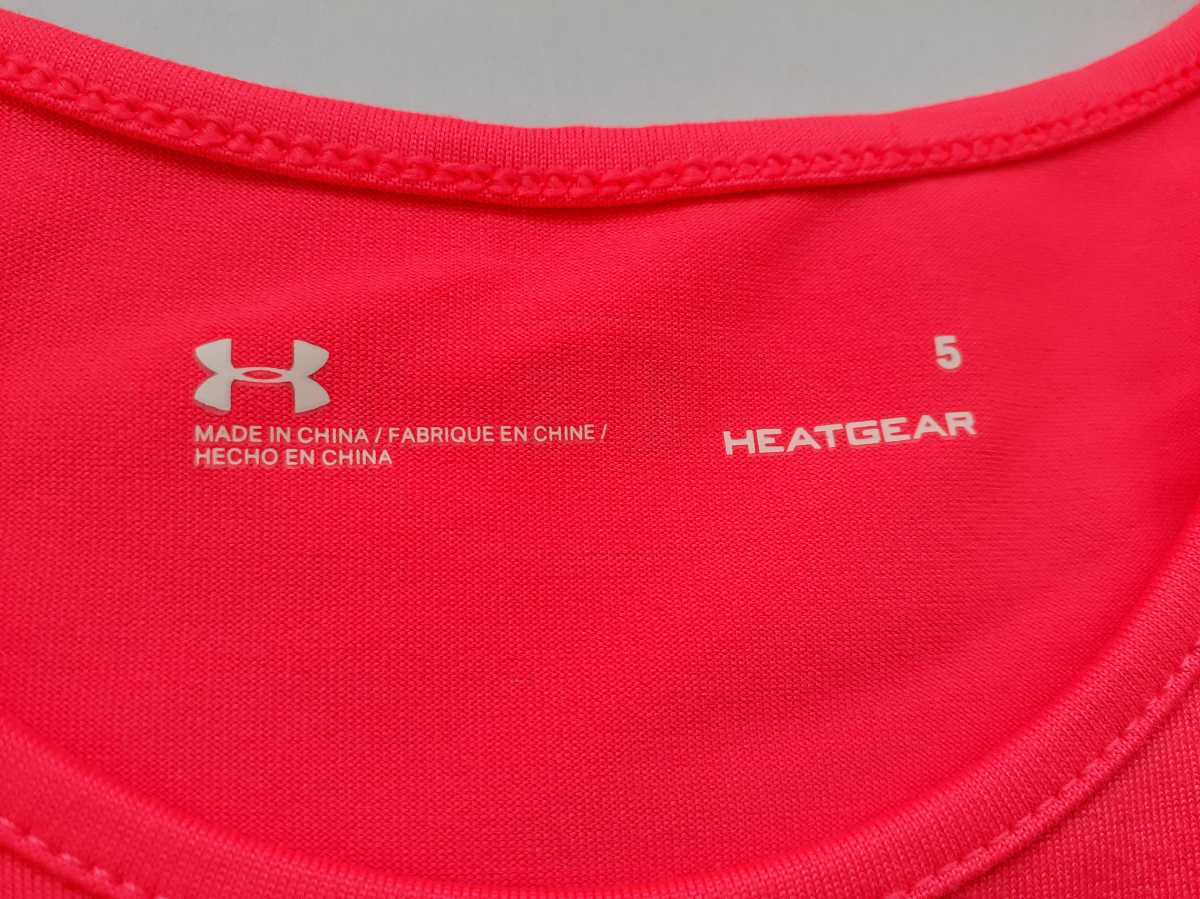 MADE IN CHINA / FABRIQUE EN CHINE /
HECHO EN CHINA
5
HEATGEAR